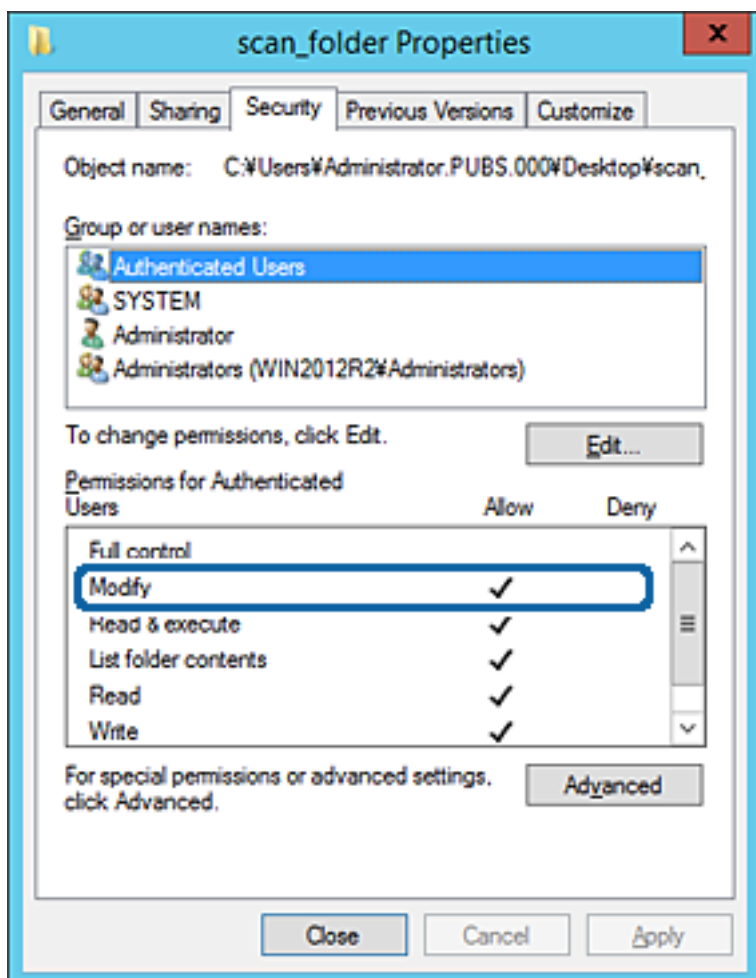 scan_folder Properties
x
General Sharing Security Previous Versions Customize
Object name: C:¥Users¥Administrator.PUBS.000¥Desktop¥scan_
Group or user names:
Authenticated Users
SYSTEM
Administrator
Administrators (WIN2012R2¥Administrators)
To change permissions, click Edit.
Edit...
Permissions for Authenticated
Users Allow Deny
Full control
Modify
Read & execute
List folder contents
Read
Write
For special permissions or advanced settings,
click Advanced.
Advanced
Close Cancel Apply